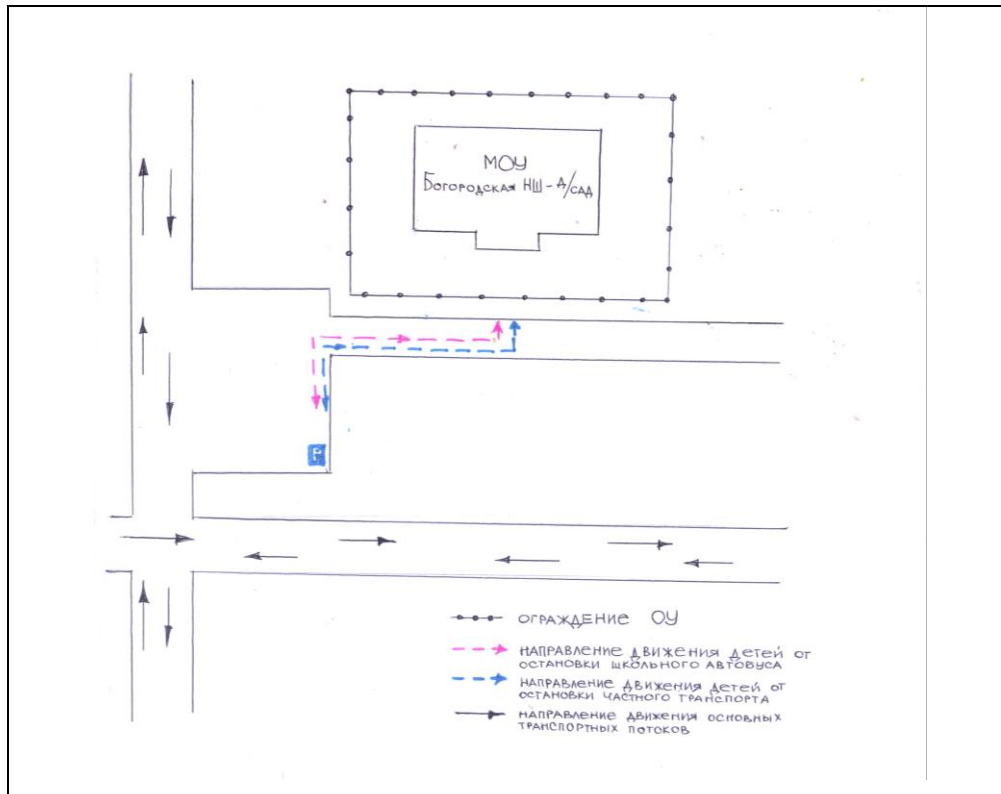 МОУ
Богородская НШ - д/сад
P
ОГРАЖДЕНИЕ ОУ
НАПРАВЛЕНИЕ ДВИЖЕНИЯ ДЕТЕЙ ОТ
ОСТАНОВКИ ШКОЛЬНОГО АВТОБУСА
НАПРАВЛЕНИЕ ДВИЖЕНИЯ ДЕТЕЙ ОТ
ОСТАНОВКИ ЧАСТНОГО ТРАНСПОРТА
НАПРАВЛЕНИЕ ДВИЖЕНИЯ ОСНОВНЫХ
ТРАНСПОРТНЫХ ПОТОКОВ